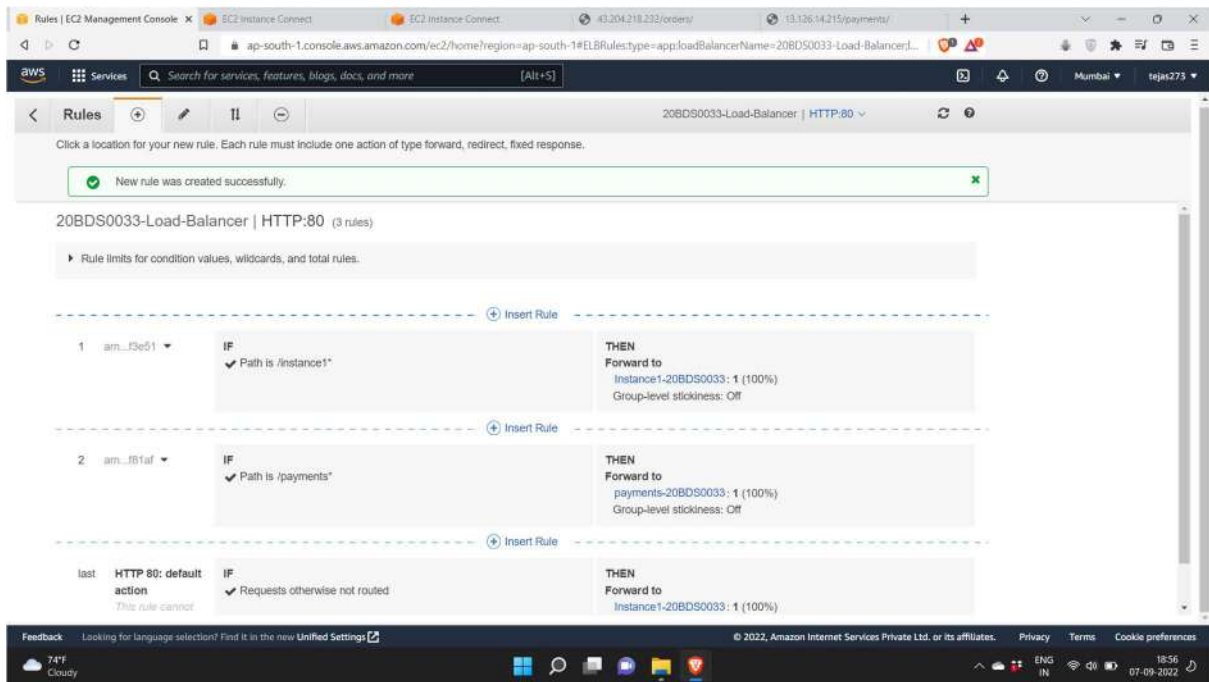 Rules | EC2 Management Console
EC2 Instance Connect
EC2 Instance Connect
43.204.218.232/orders/
13.126.14.215/payments/
ap-south-1.console.aws.amazon.com/ec2/home?region=ap-south-1#ELBRules:type=app;loadBalancerName=20BDS0033-Load-Balancer;l...
aws
Services
Search for services, features, blogs, docs, and more
[Alt+S]
Mumbai
tejas273
Rules
20BDS0033-Load-Balancer | HTTP:80
Click a location for your new rule. Each rule must include one action of type forward, redirect, fixed response.
New rule was created successfully.
20BDS0033-Load-Balancer | HTTP:80 (3 rules)
Rule limits for condition values, wildcards, and total rules.
Insert Rule
1 arn...f3e51 IF THEN
Path is /instance1* Forward to
Instance1-20BDS0033: 1 (100%)
Group-level stickiness: Off
Insert Rule
2 arn...f81af IF THEN
Path is /payments* Forward to
payments-20BDS0033: 1 (100%)
Group-level stickiness: Off
Insert Rule
last HTTP 80: default IF THEN
action Requests otherwise not routed Forward to
This rule cannot Instance1-20BDS0033: 1 (100%)
Feedback Looking for language selection? Find it in the new Unified Settings © 2022, Amazon Internet Services Private Ltd. or its affiliates. Privacy Terms Cookie preferences
74°F
Cloudy
ENG
IN
18:56
07-09-2022